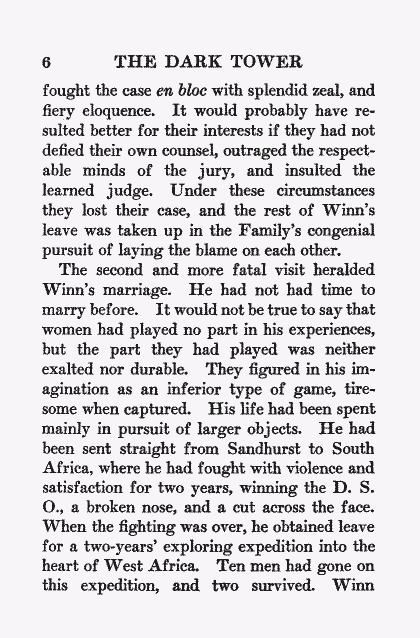 6 THE DARK TOWER
fought the case en bloc with splendid zeal, and
fiery eloquence. It would probably have re-
sulted better for their interests if they had not
defied their own counsel, outraged the respect-
able minds of the jury, and insulted the
learned judge. Under these circumstances
they lost their case, and the rest of Winn's
leave was taken up in the Family's congenial
pursuit of laying the blame on each other.
The second and more fatal visit heralded
Winn's marriage. He had not had time to
marry before. It would not be true to say that
women had played no part in his experiences,
but the part they had played was neither
exalted nor durable. They figured in his im-
agination as an inferior type of game, tire-
some when captured. His life had been spent
mainly in pursuit of larger objects. He had
been sent straight from Sandhurst to South
Africa, where he had fought with violence and
satisfaction for two years, winning the D. S.
O., a broken nose, and a cut across the face.
When the fighting was over, he obtained leave
for a two-years' exploring expedition into the
heart of West Africa. Ten men had gone on
this expedition, and two survived. Winn